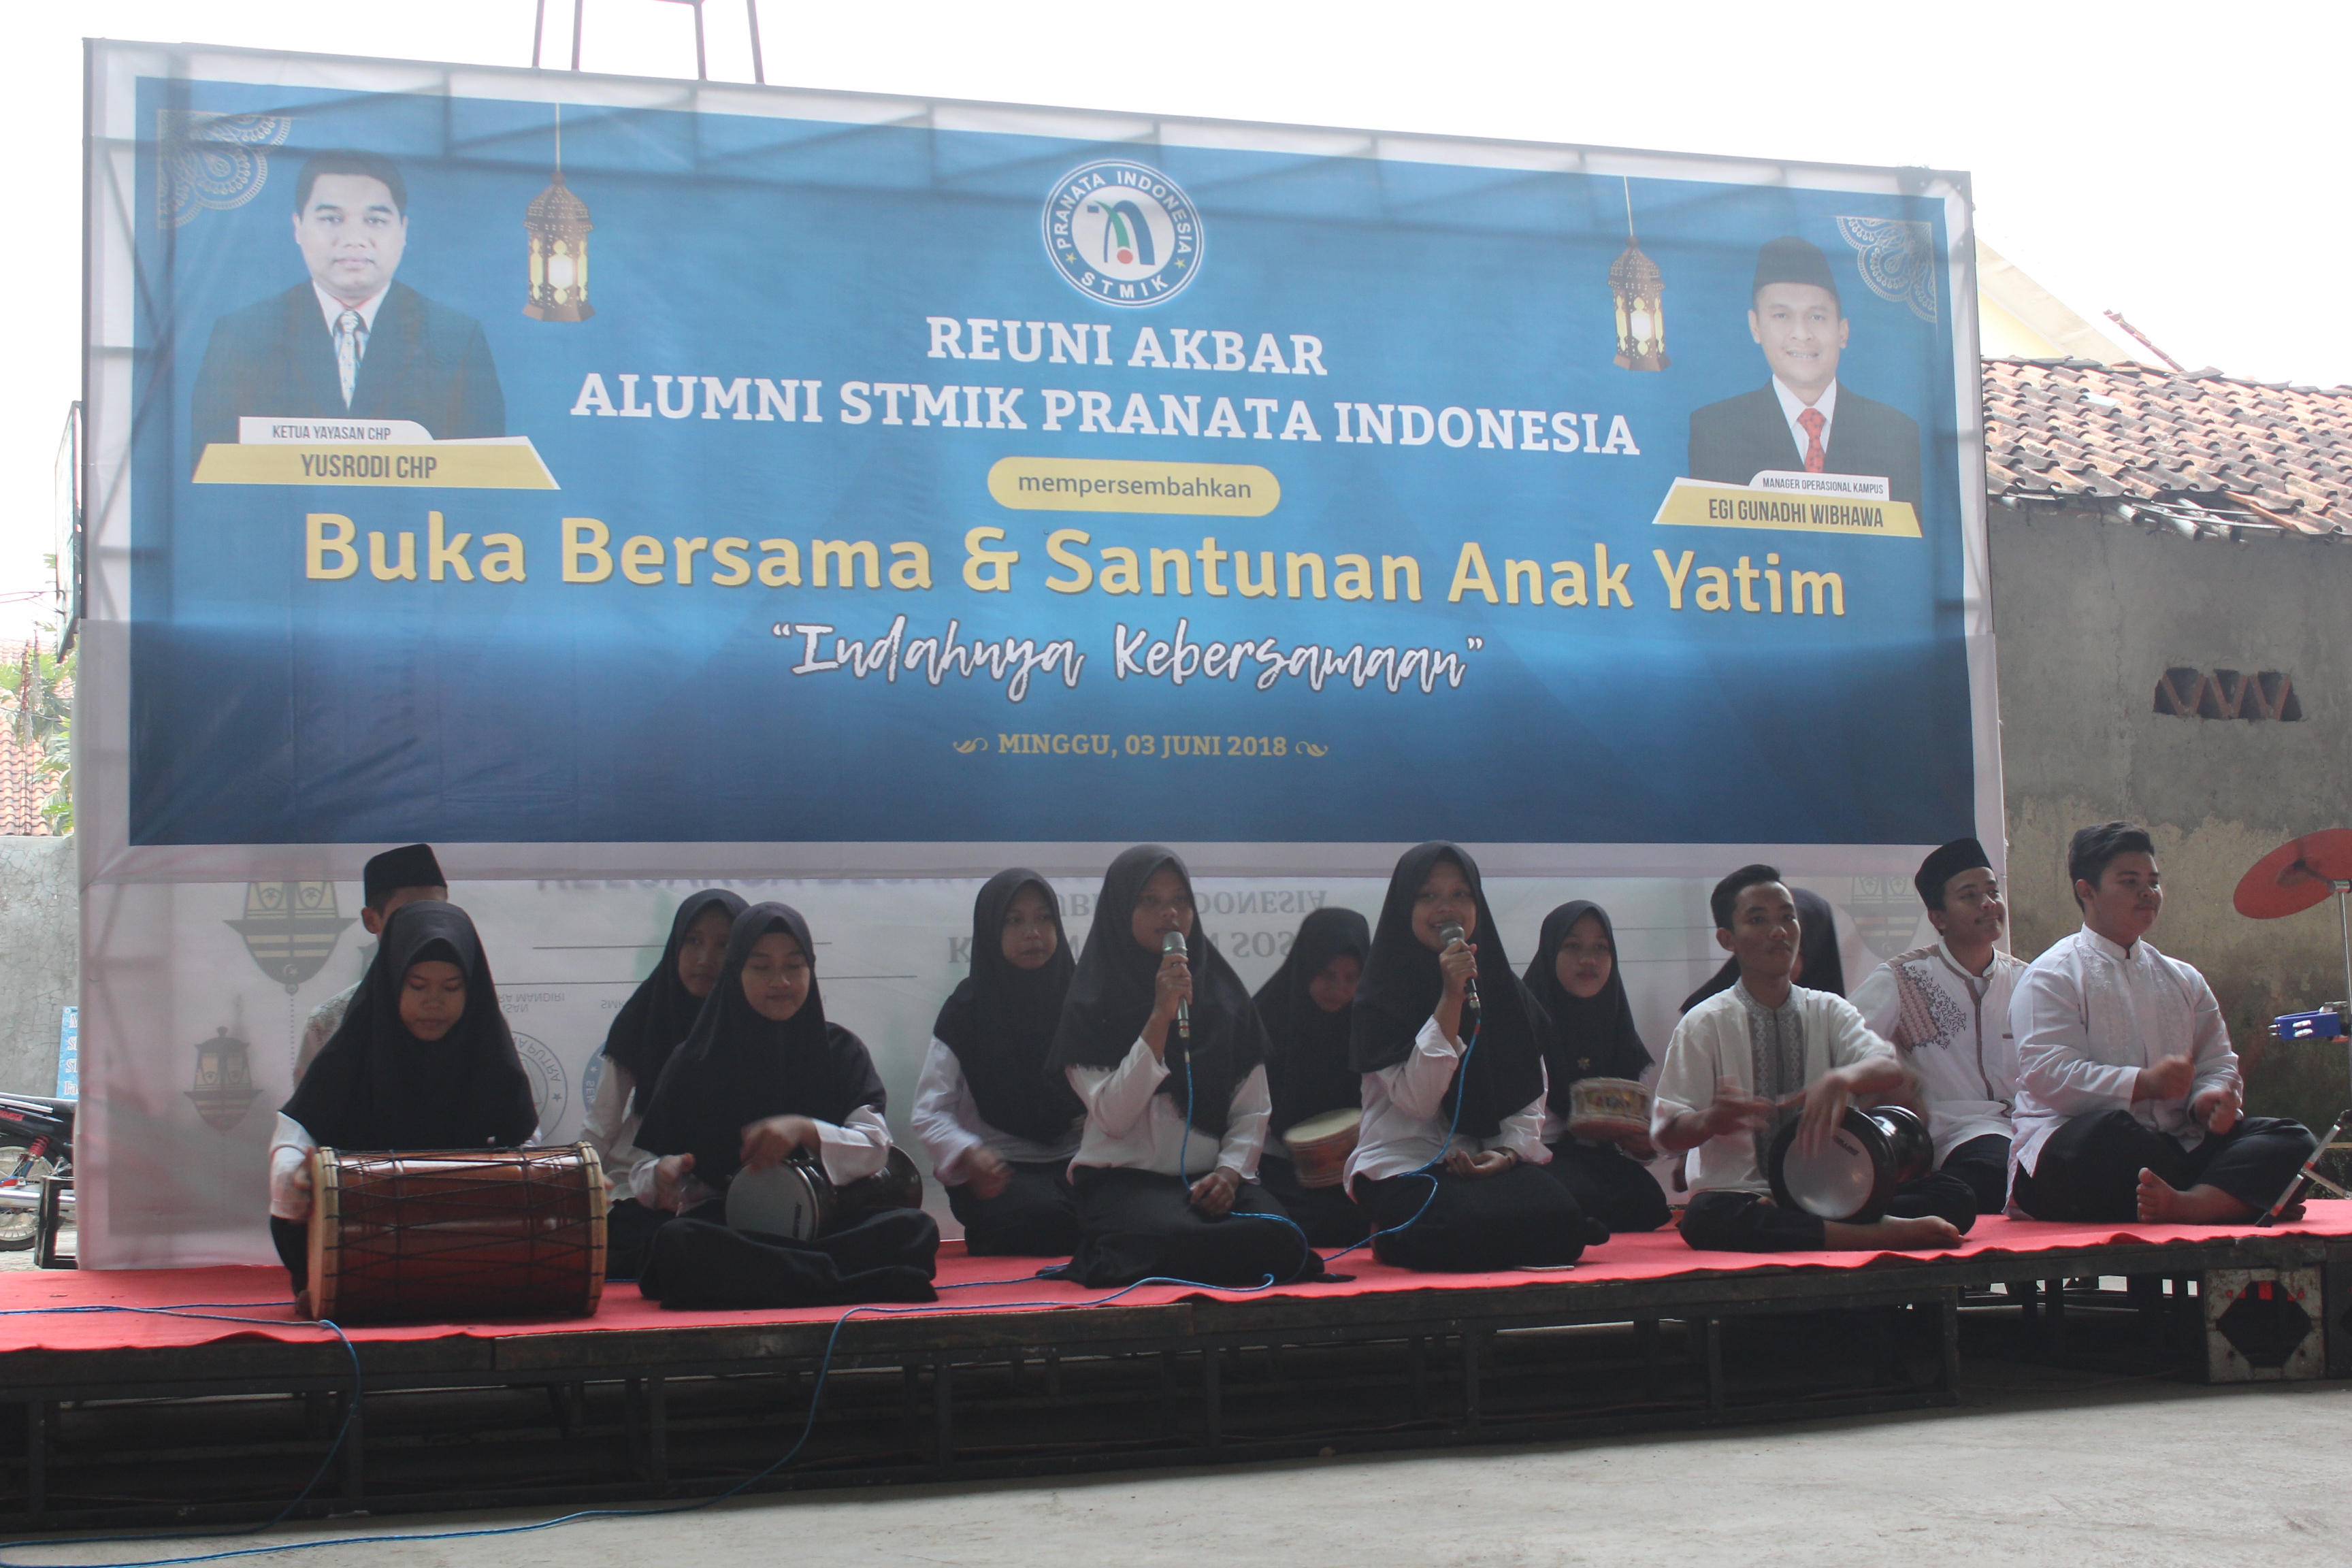 PRANATA INDONESIA
STMIK
REUNI AKBAR
ALUMNI STMIK PRANATA INDONESIA
KETUA YAYASAN CHP
YUSRODI CHP
mempersembahkan
MANAGER OPERASIONAL KAMPUS
EGI GUNADHI WIBHAWA
Buka Bersama & Santunan Anak Yatim
“Indahnya Kebersamaan”
MINGGU, 03 JUNI 2018
INDONESIA